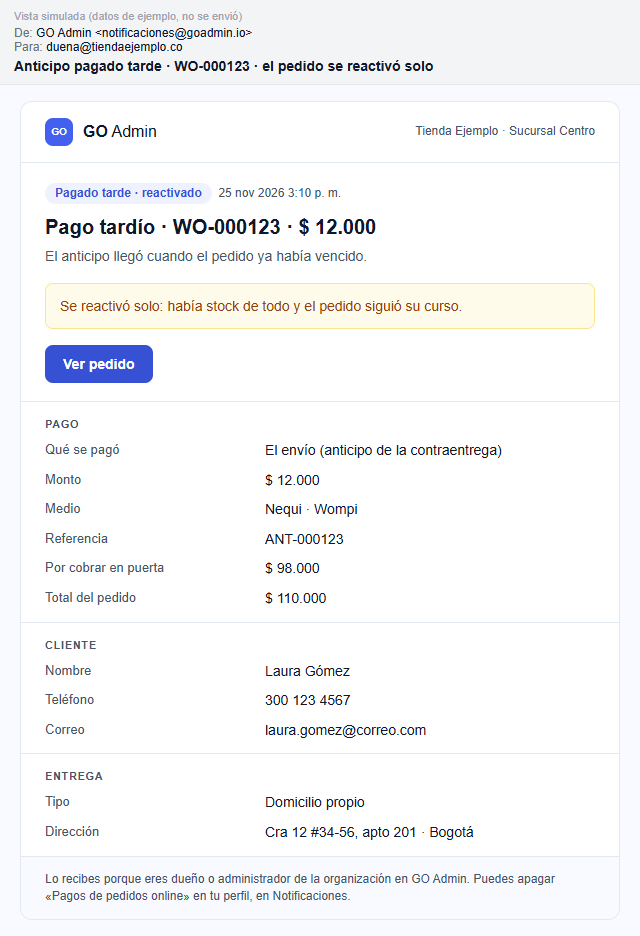 Vista simulada (datos de ejemplo, no se envió)
De: GO Admin <notificaciones@goadmin.io>
Para: duena@tiendaejemplo.co
Anticipo pagado tarde · WO-000123 · el pedido se reactivó solo
GO GO Admin Tienda Ejemplo · Sucursal Centro
Pagado tarde · reactivado 25 nov 2026 3:10 p. m.
Pago tardío · WO-000123 · $ 12.000
El anticipo llegó cuando el pedido ya había vencido.
Se reactivó solo: había stock de todo y el pedido siguió su curso.
Ver pedido
PAGO
Qué se pagó El envío (anticipo de la contraentrega)
Monto $ 12.000
Medio Nequi · Wompi
Referencia ANT-000123
Por cobrar en puerta $ 98.000
Total del pedido $ 110.000
CLIENTE
Nombre Laura Gómez
Teléfono 300 123 4567
Correo laura.gomez@correo.com
ENTREGA
Tipo Domicilio propio
Dirección Cra 12 #34-56, apto 201 · Bogotá
Lo recibes porque eres dueño o administrador de la organización en GO Admin. Puedes apagar
«Pagos de pedidos online» en tu perfil, en Notificaciones.